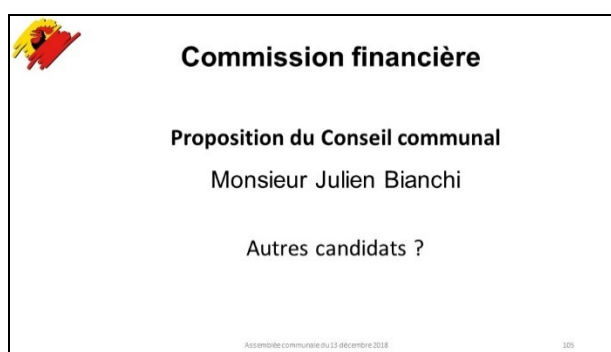 Commission financière
Proposition du Conseil communal
Monsieur Julien Bianchi
Autres candidats ?
Assemblée communale du 13 décembre 2018 105